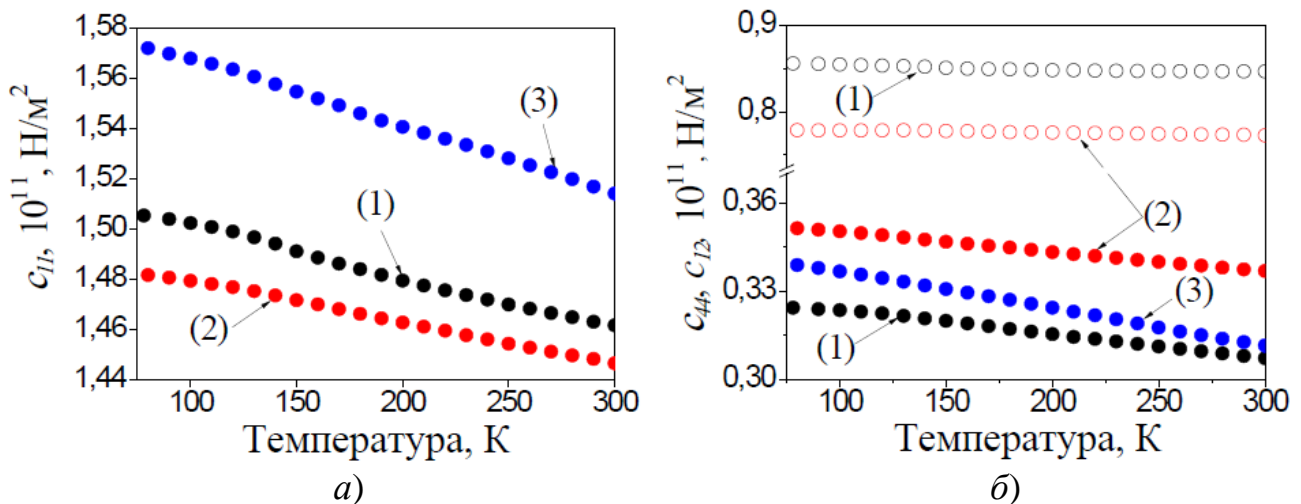 1,58
1,56
1,54
1,52
1,50
1,48
1,46
1,44
c11, 10^11, Н/м^2
(3)
(1)
(2)
100 150 200 250 300
Температура, К
а)
0,9
0,8
0,36
0,33
0,30
c44, c12, 10^11, Н/м^2
(1)
(2)
(3)
(1)
100 150 200 250 300
Температура, К
б)